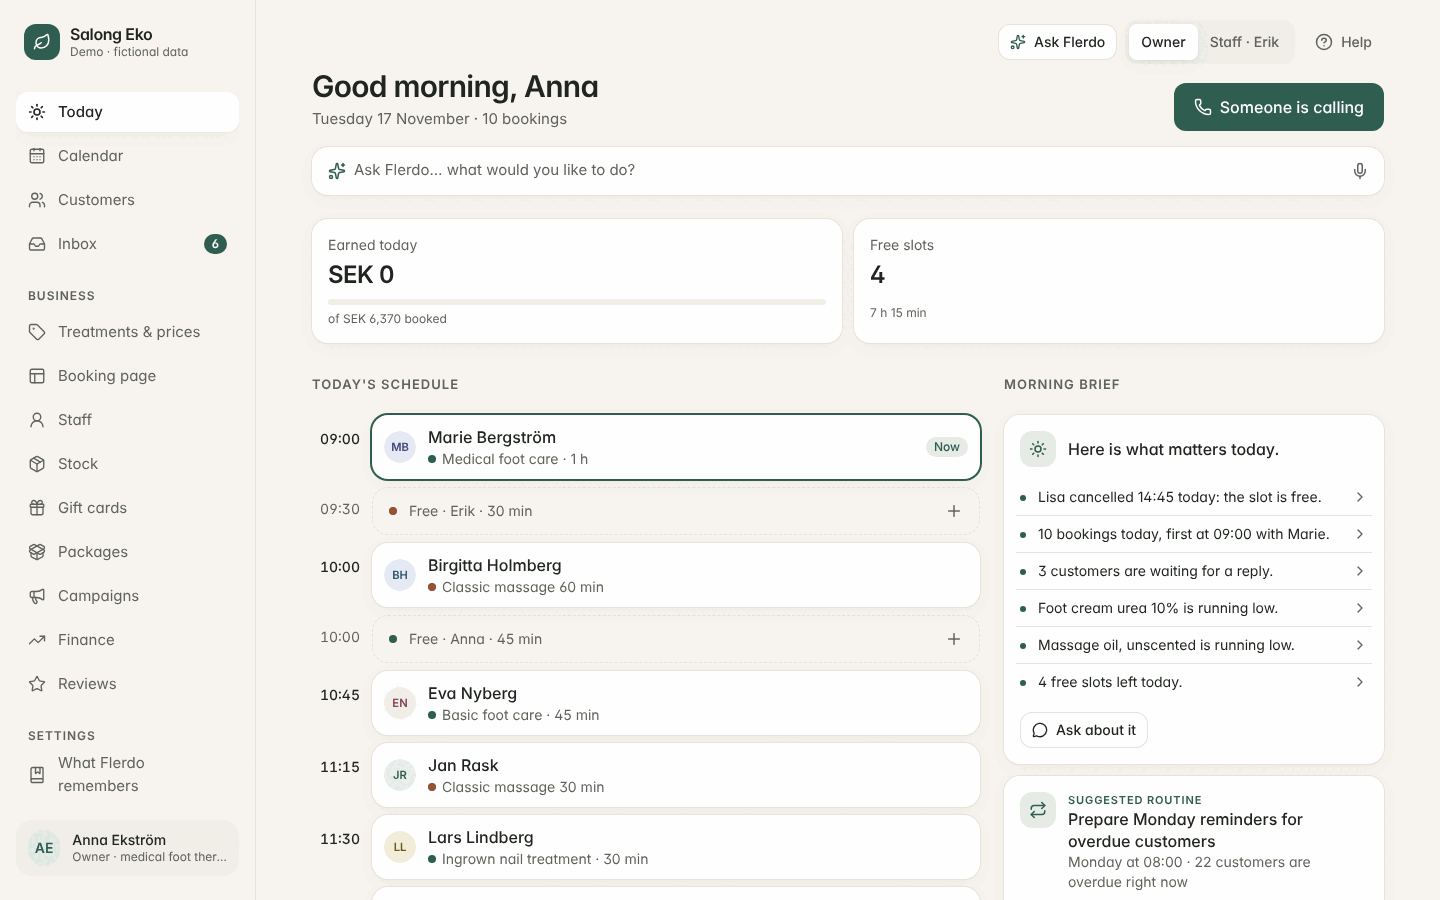 Salong Eko
Demo · fictional data
Today
Calendar
Customers
Inbox
6
BUSINESS
Treatments & prices
Booking page
Staff
Stock
Gift cards
Packages
Campaigns
Finance
Reviews
SETTINGS
What Flerdo
remembers
AE
Anna Ekström
Owner · medical foot ther...
Ask Flerdo
Owner
Staff · Erik
Help
Good morning, Anna
Tuesday 17 November · 10 bookings
Someone is calling
Ask Flerdo... what would you like to do?
Earned today
SEK 0
of SEK 6,370 booked
Free slots
4
7 h 15 min
TODAY'S SCHEDULE
09:00
MB
Marie Bergström
Medical foot care · 1 h
Now
09:30
Free · Erik · 30 min
10:00
BH
Birgitta Holmberg
Classic massage 60 min
10:00
Free · Anna · 45 min
10:45
EN
Eva Nyberg
Basic foot care · 45 min
11:15
JR
Jan Rask
Classic massage 30 min
11:30
LL
Lars Lindberg
Ingrown nail treatment · 30 min
MORNING BRIEF
Here is what matters today.
Lisa cancelled 14:45 today: the slot is free.
10 bookings today, first at 09:00 with Marie.
3 customers are waiting for a reply.
Foot cream urea 10% is running low.
Massage oil, unscented is running low.
4 free slots left today.
Ask about it
SUGGESTED ROUTINE
Prepare Monday reminders for
overdue customers
Monday at 08:00 · 22 customers are
overdue right now